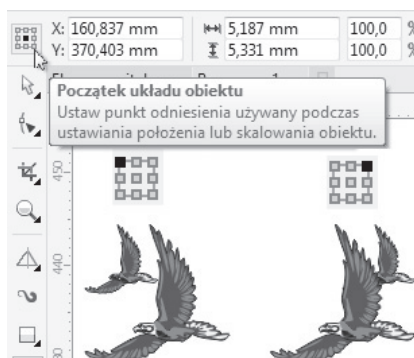 X: 160,837 mm 5,187 mm 100,0 %
Y: 370,403 mm 5,331 mm 100,0 %
Początek układu obiektu
Ustaw punkt odniesienia używany podczas
ustawiania położenia lub skalowania obiektu.
450
440